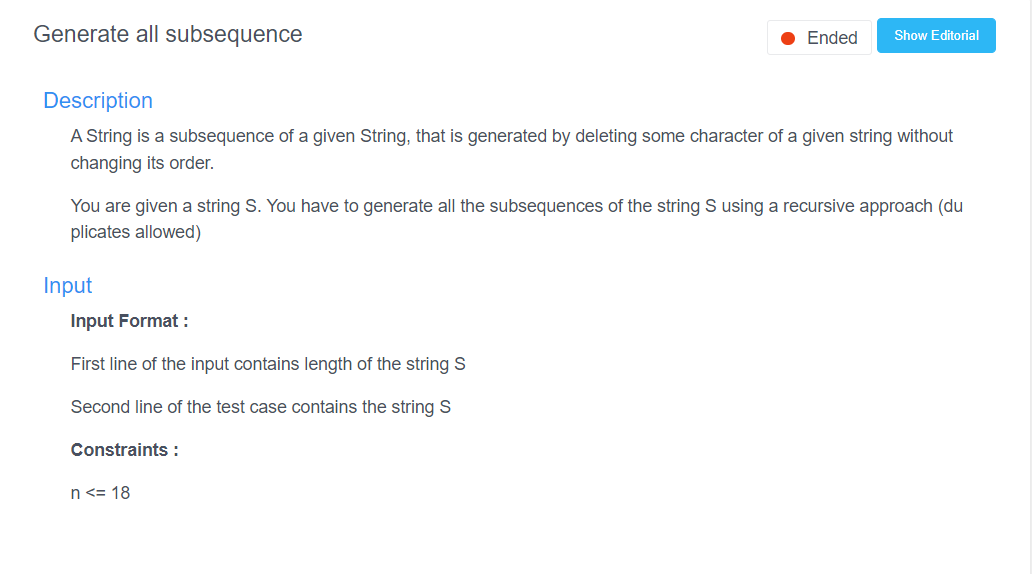 Generate all subsequence
Ended
Show Editorial
Description
A String is a subsequence of a given String, that is generated by deleting some character of a given string without
changing its order.
You are given a string S. You have to generate all the subsequences of the string S using a recursive approach (du
plicates allowed)
Input
Input Format :
First line of the input contains length of the string S
Second line of the test case contains the string S
Constraints :
n <= 18